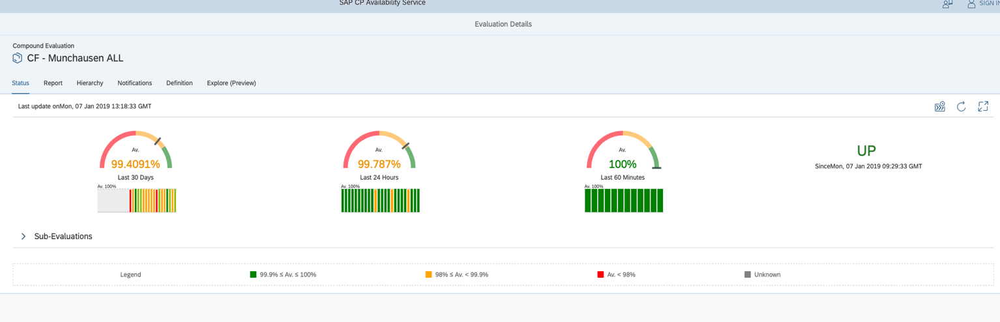 SAP CP Availability Service
SIGN IN
Evaluation Details
Compound Evaluation
CF - Munchausen ALL
Status Report Hierarchy Notifications Definition Explore (Preview)
Last update onMon, 07 Jan 2019 13:18:33 GMT
Av.
99.4091%
Last 30 Days
Av. 100%
Av.
99.787%
Last 24 Hours
Av. 100%
Av.
100%
Last 60 Minutes
Av. 100%
UP
SinceMon, 07 Jan 2019 09:29:33 GMT
Sub-Evaluations
Legend 99.9% ≤ Av. ≤ 100% 98% ≤ Av. < 99.9% Av. < 98% Unknown